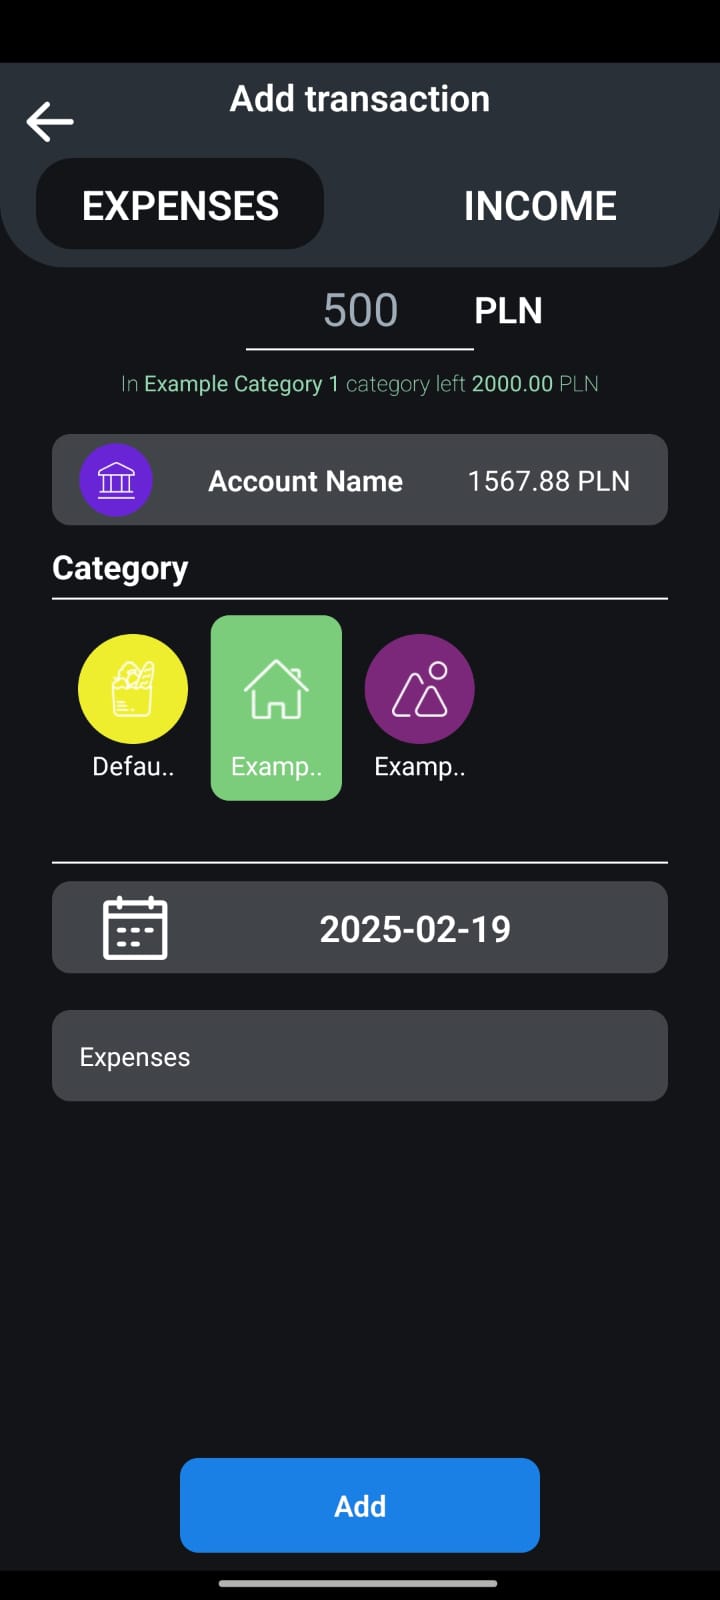 Add transaction
EXPENSES INCOME
500 PLN
In Example Category 1 category left 2000.00 PLN
Account Name 1567.88 PLN
Category
Defau.. Examp.. Examp..
2025-02-19
Expenses
Add